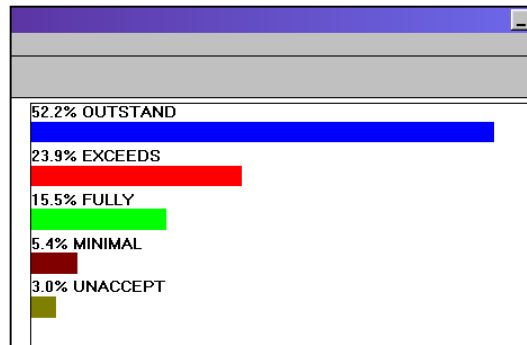 52.2% OUTSTAND
23.9% EXCEEDS
15.5% FULLY
5.4% MINIMAL
3.0% UNACCEPT